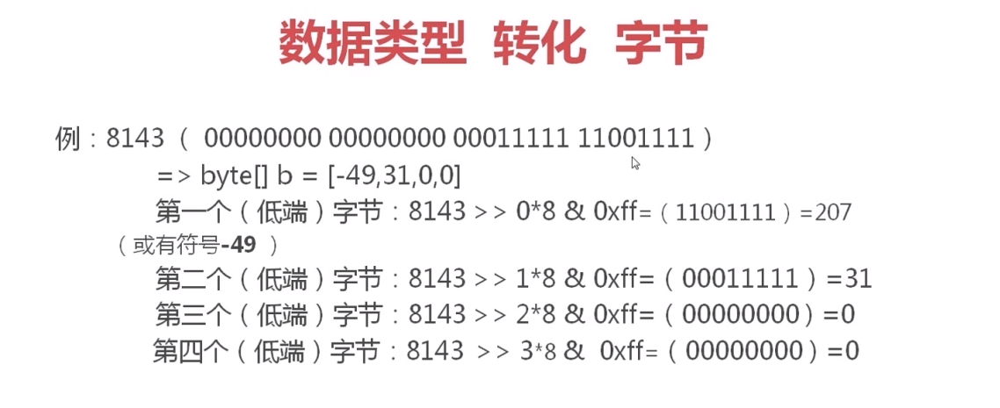 数据类型 转化 字节
例：8143 （ 00000000 00000000 00011111 11001111 ）
=> byte[] b = [-49,31,0,0]
第一个（低端）字节：8143 >> 0*8 & 0xff=（11001111）=207
（或有符号-49 ）
第二个（低端）字节：8143 >> 1*8 & 0xff=（00011111）=31
第三个（低端）字节：8143 >> 2*8 & 0xff=（00000000）=0
第四个（低端）字节：8143 >> 3*8 & 0xff=（00000000）=0